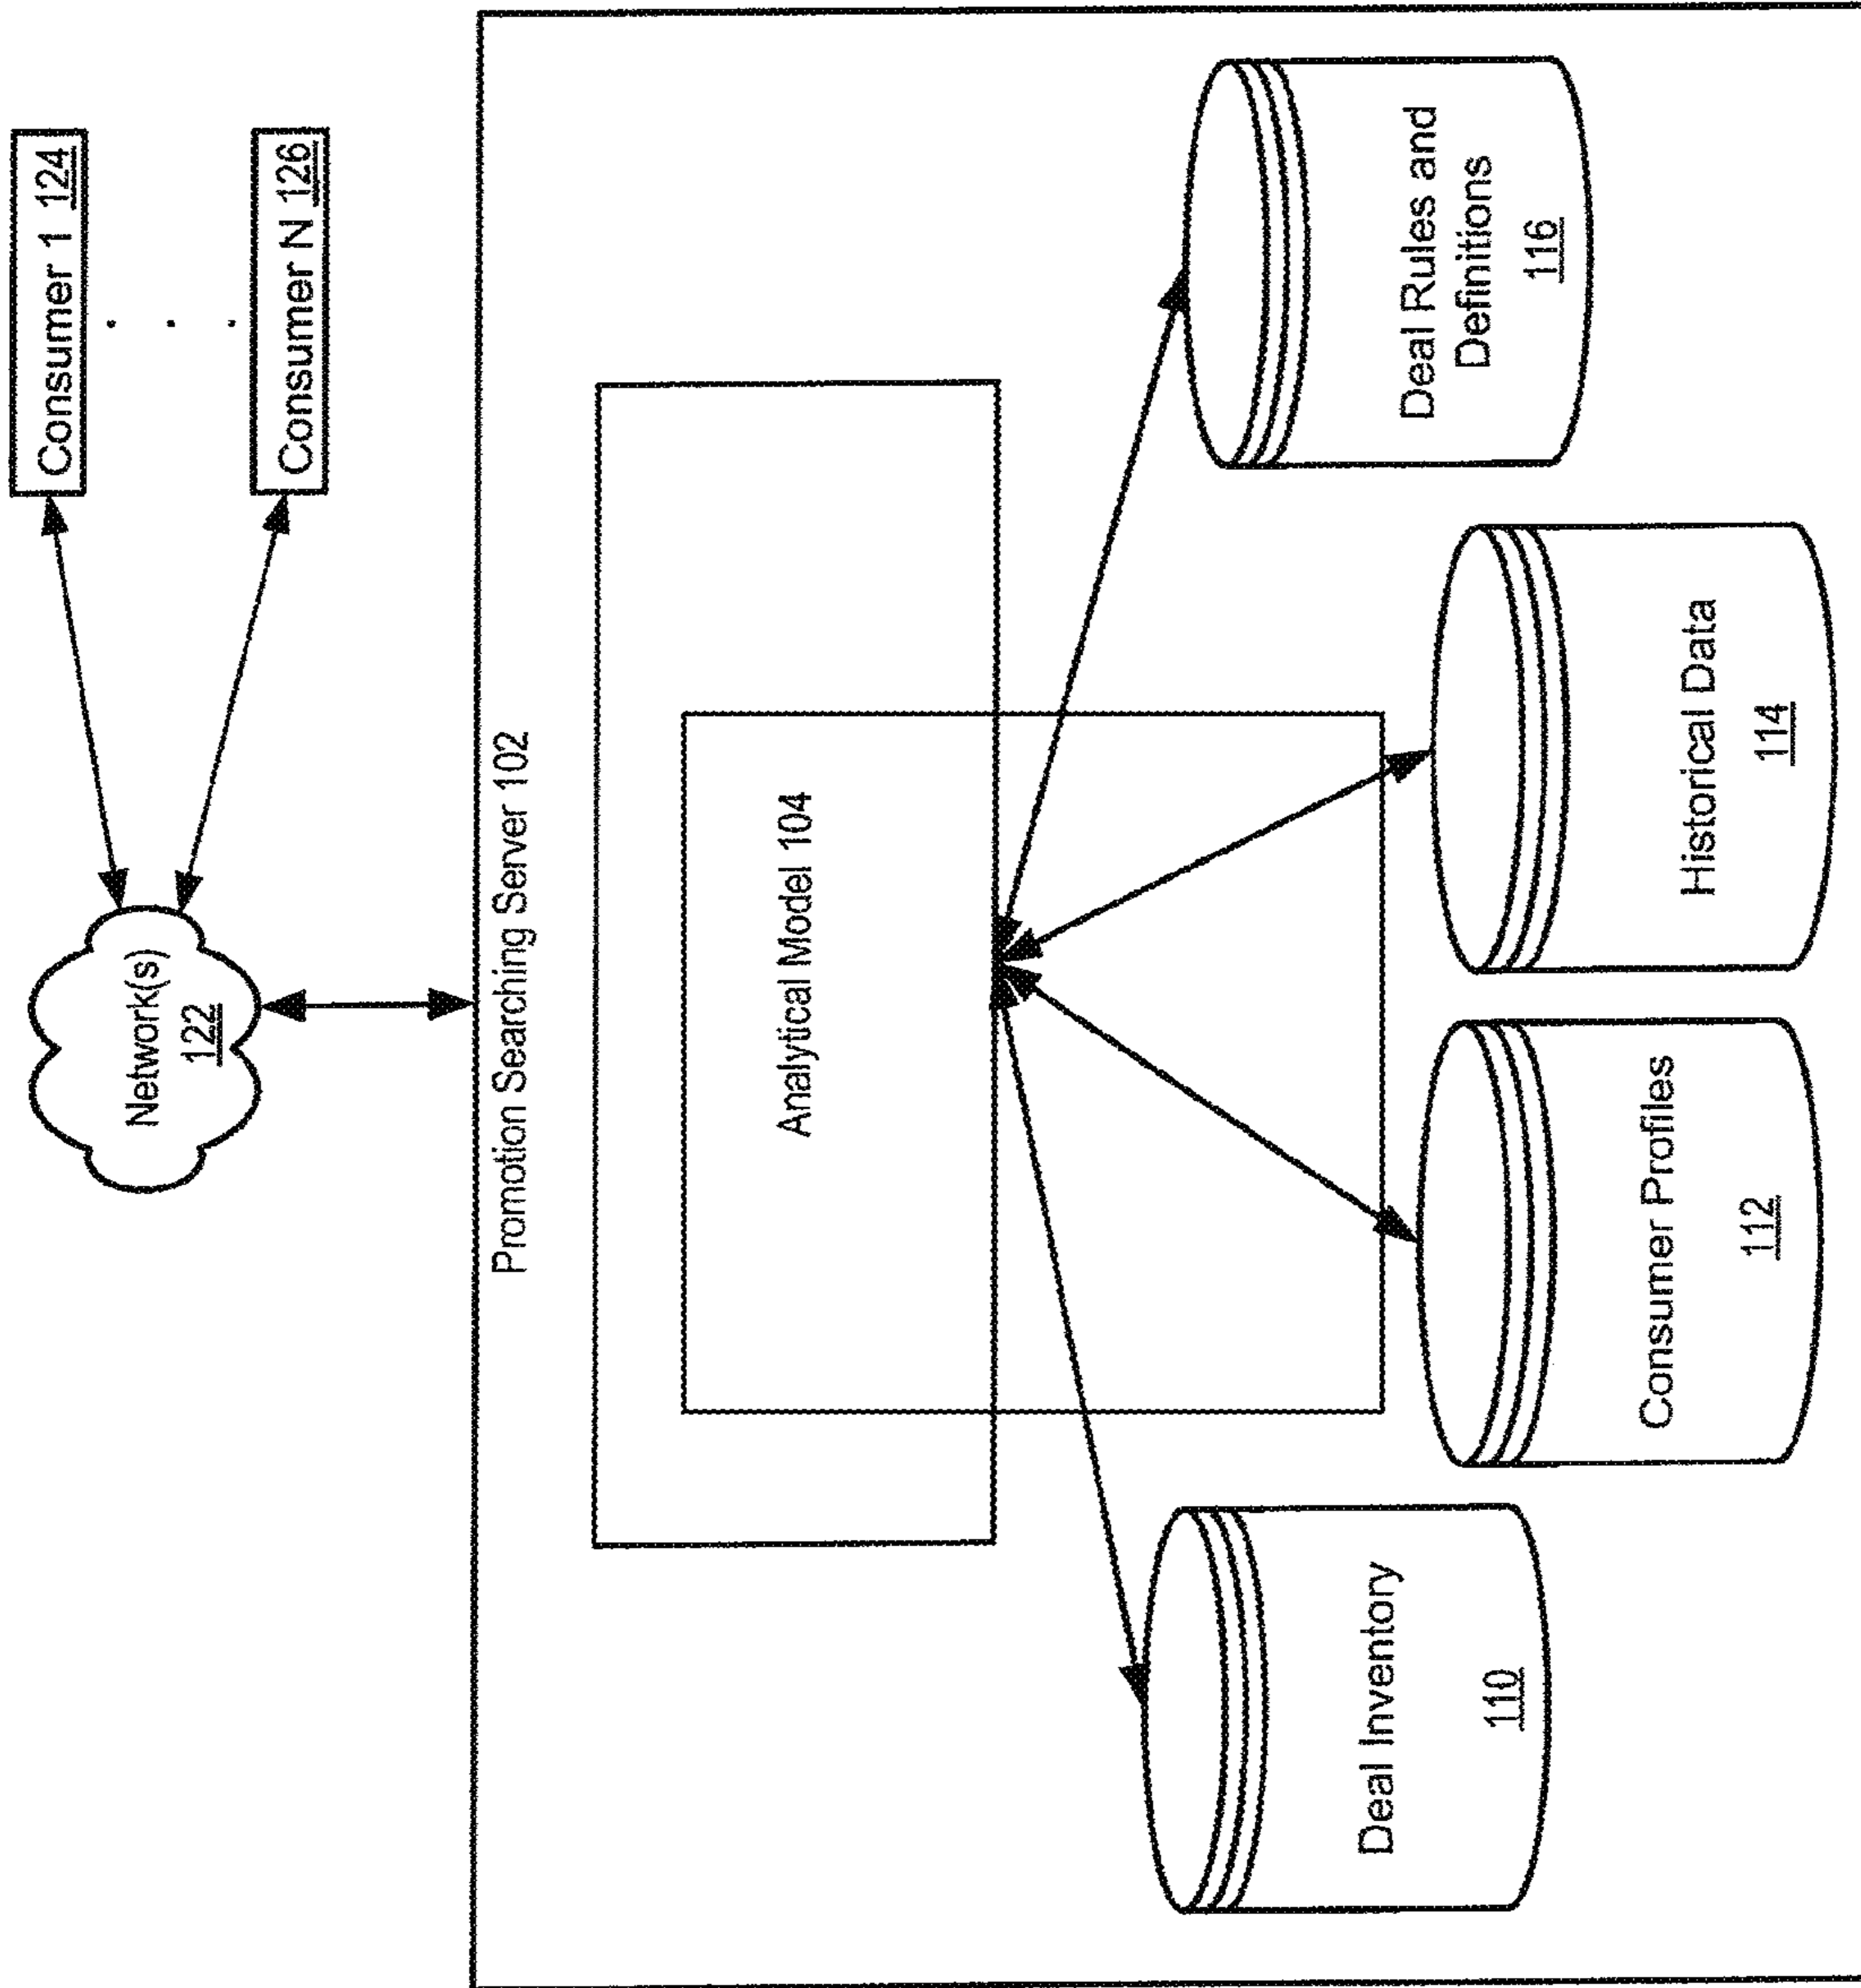 Consumer 1 124
Consumer N 126
Network(s)
122
Promotion Searching Server 102
Analytical Model 104
Deal Inventory
110
Consumer Profiles
112
Historical Data
114
Deal Rules and
Definitions
116